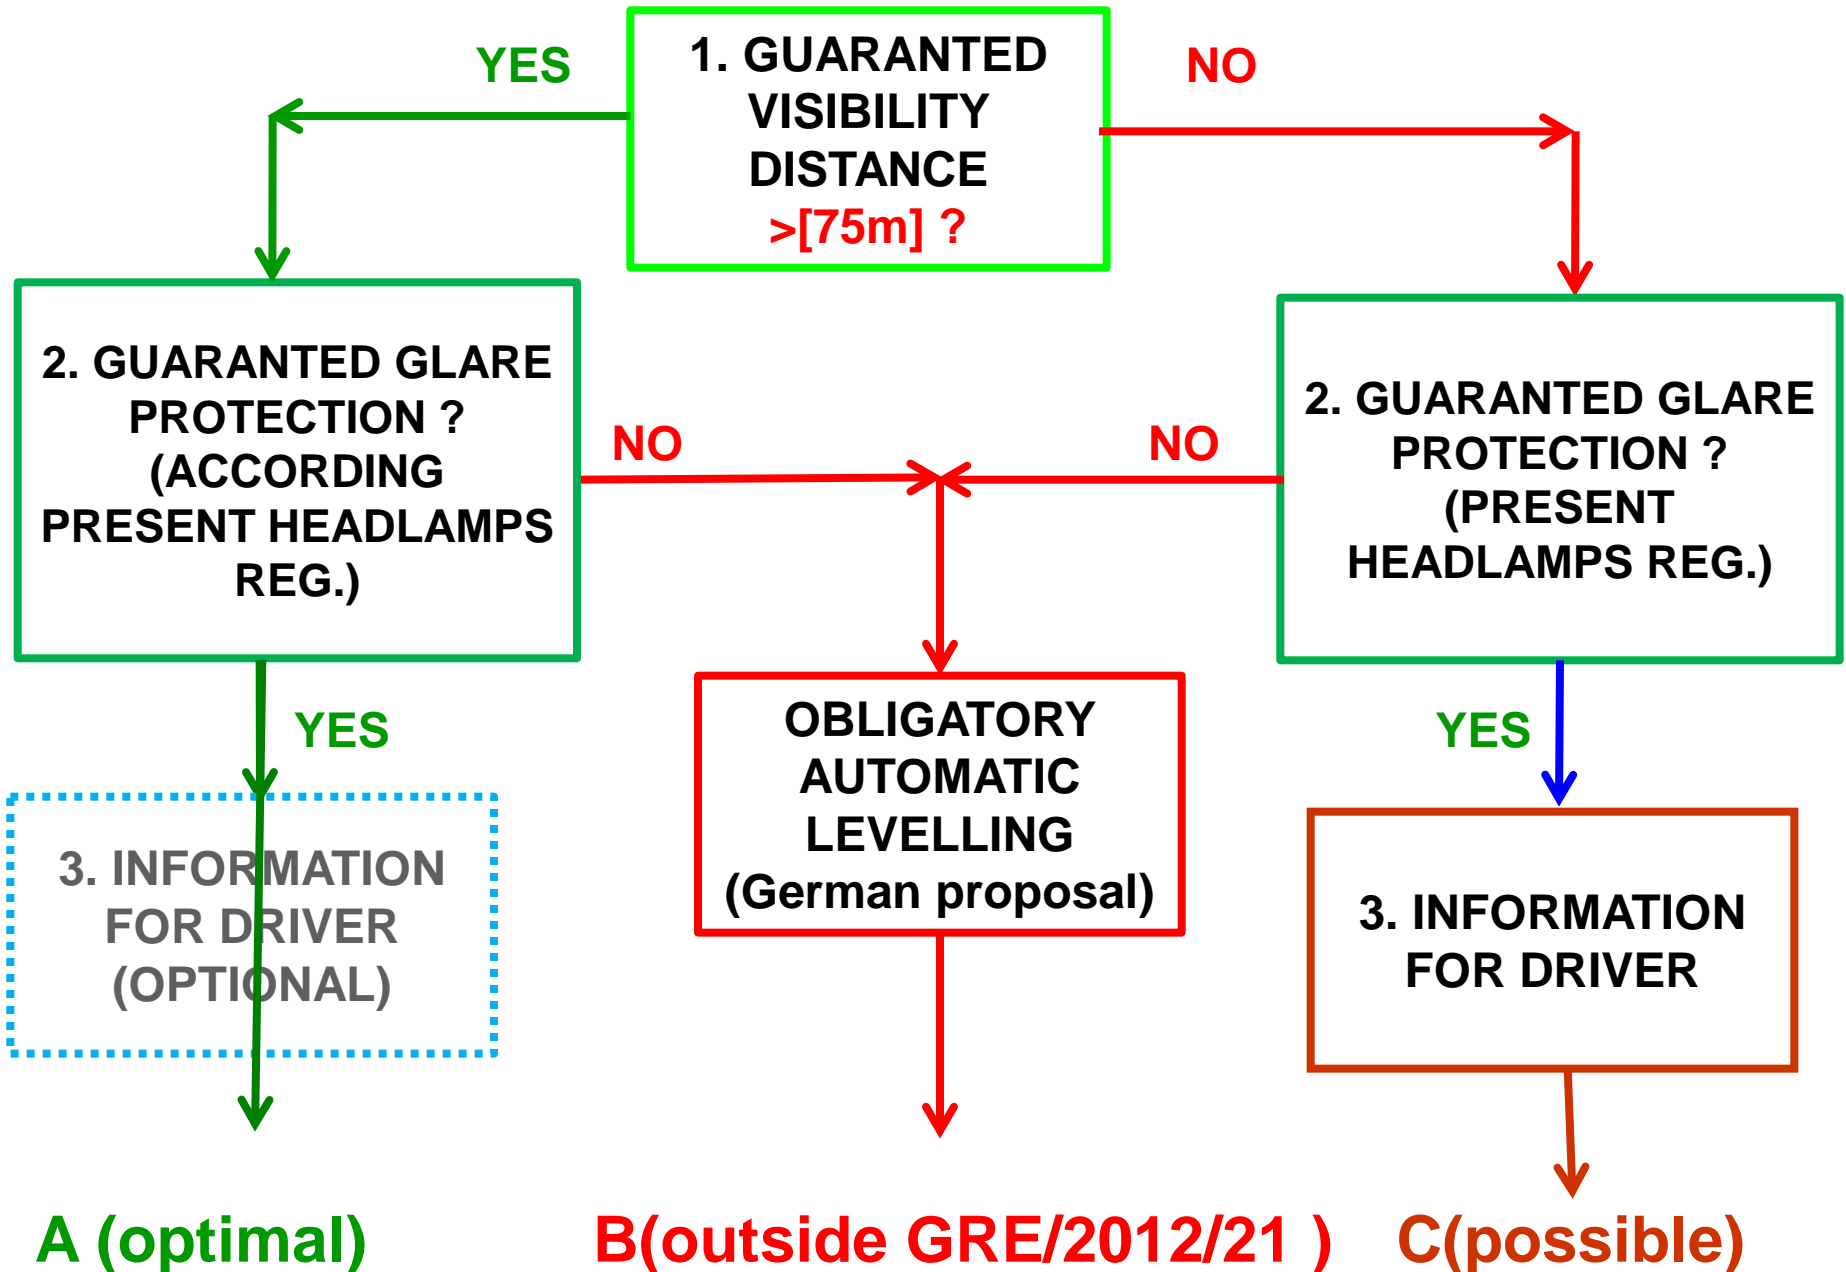 YES
1. GUARANTED
VISIBILITY
DISTANCE
>[75m] ?
NO
2. GUARANTED GLARE
PROTECTION ?
(ACCORDING
PRESENT HEADLAMPS
REG.)
NO
NO
2. GUARANTED GLARE
PROTECTION ?
(PRESENT
HEADLAMPS REG.)
YES
OBLIGATORY
AUTOMATIC
LEVELLING
(German proposal)
YES
3. INFORMATION
FOR DRIVER
(OPTIONAL)
3. INFORMATION
FOR DRIVER
A (optimal)
B(outside GRE/2012/21 )
C(possible)